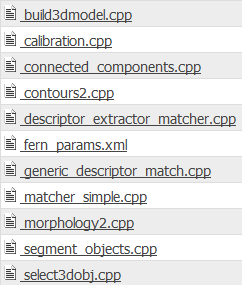 build3dmodel.cpp
calibration.cpp
connected_components.cpp
contours2.cpp
descriptor_extractor_matcher.cpp
fern_params.xml
generic_descriptor_match.cpp
matcher_simple.cpp
morphology2.cpp
segment_objects.cpp
select3dobj.cpp